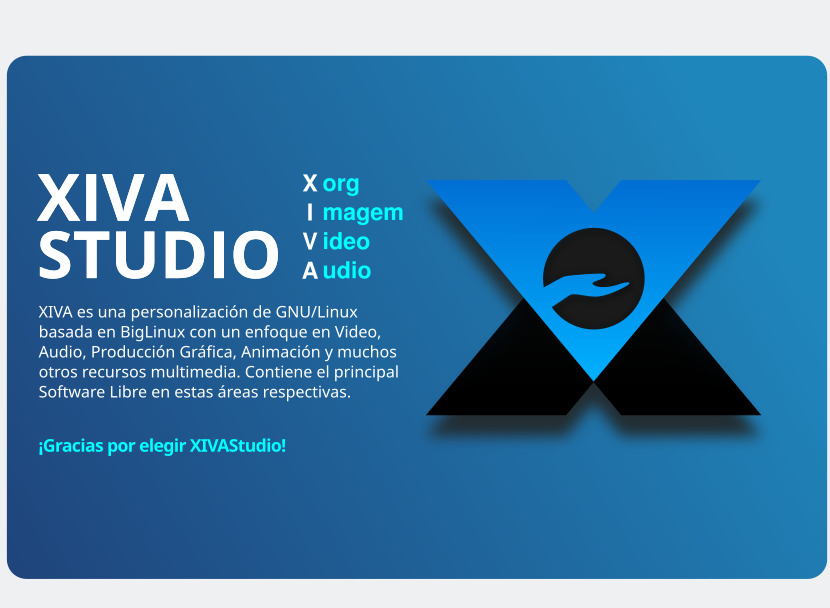 XIVA
STUDIO
X org
I magem
V ideo
A udio
XIVA es una personalización de GNU/Linux
basada en BigLinux con un enfoque en Video,
Audio, Producción Gráfica, Animación y muchos
otros recursos multimedia. Contiene el principal
Software Libre en estas áreas respectivas.
¡Gracias por elegir XIVAStudio!